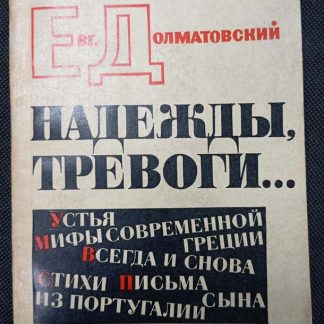 Евг. Долматовский
НАДЕЖДЫ,
ТРЕВОГИ...
УСТЬЯ
МИФЫ СОВРЕМЕННОЙ
ГРЕЦИИ
ВСЕГДА И СНОВА
СТИХИ ПИСЬМА
ИЗ ПОРТУГАЛИИ СЫНА